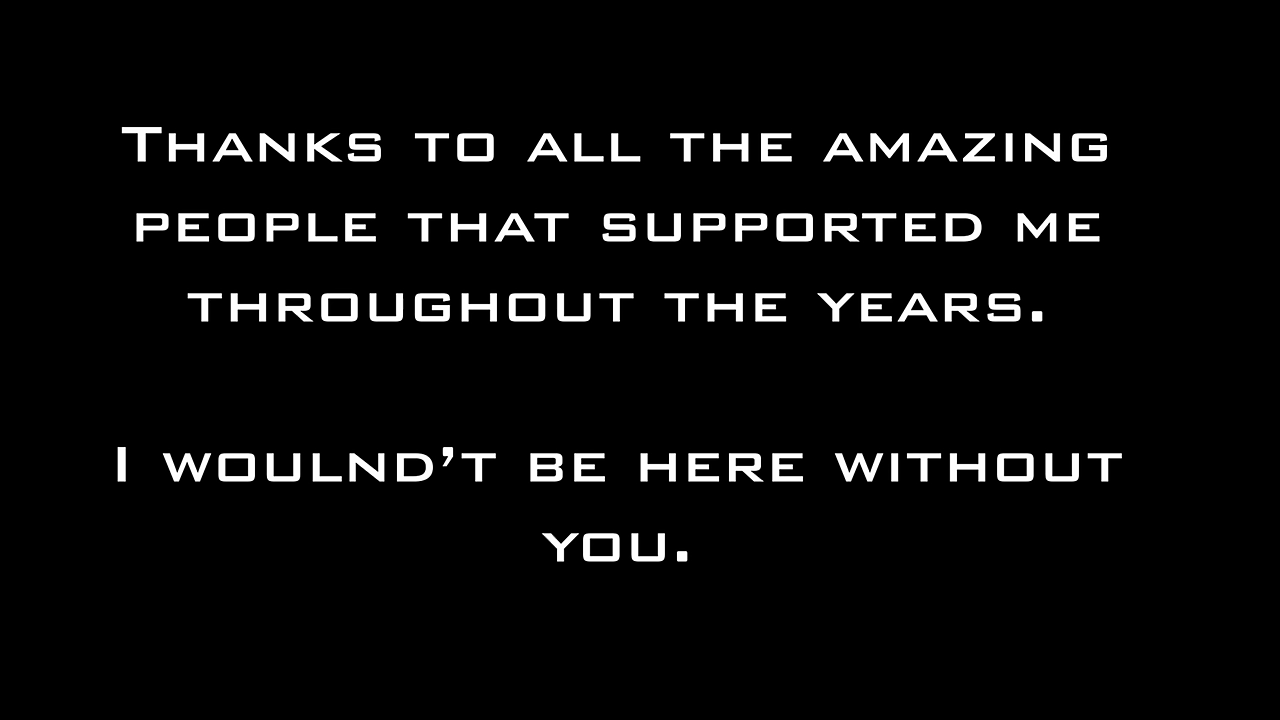 Thanks to all the amazing
people that supported me
throughout the years.
I woulnd’t be here without
you.